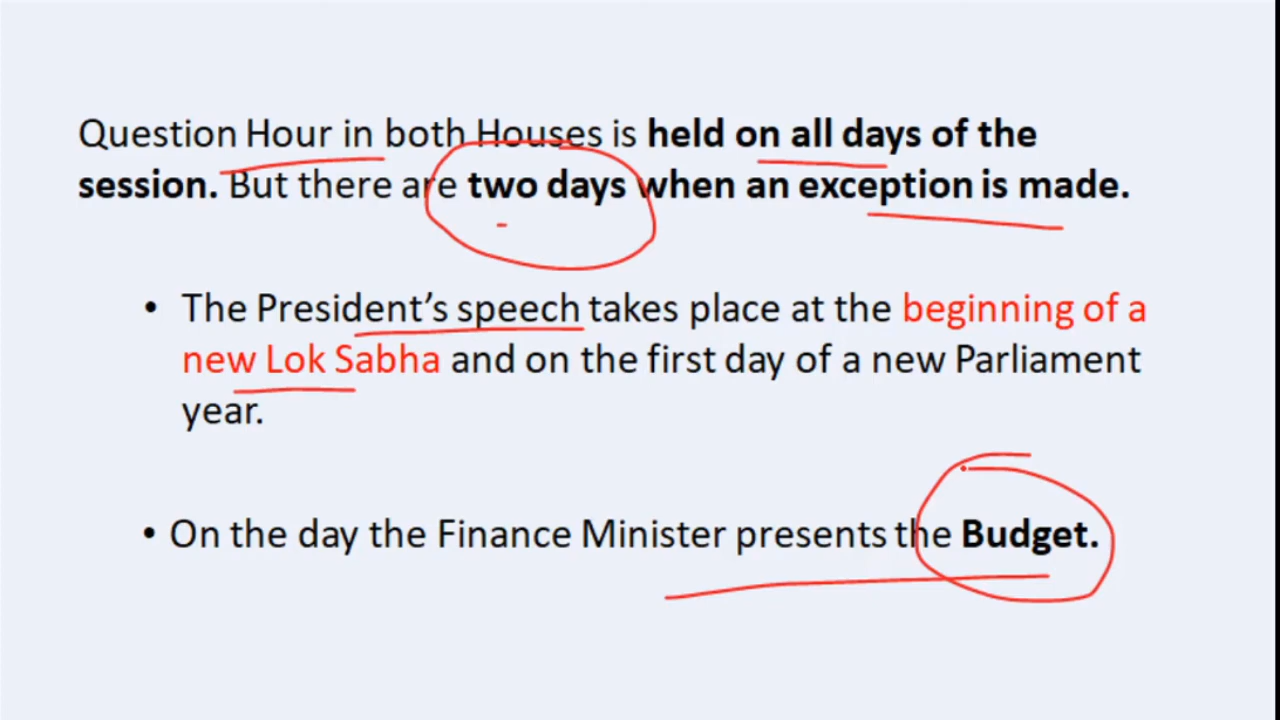 Question Hour in both Houses is held on all days of the
session. But there are two days when an exception is made.
• The President's speech takes place at the beginning of a
new Lok Sabha and on the first day of a new Parliament
year.
• On the day the Finance Minister presents the Budget.